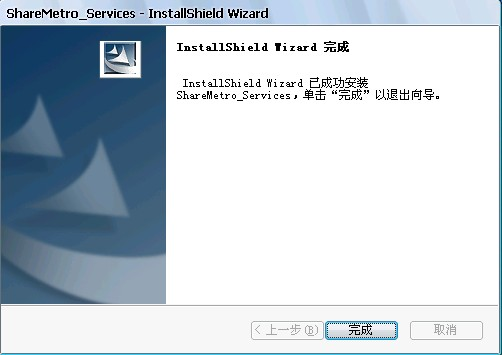 ShareMetro_Services - InstallShield Wizard
InstallShield Wizard 完成
InstallShield Wizard 已成功安装
ShareMetro_Services，单击“完成”以退出向导。
< 上一步(B)
完成
取消